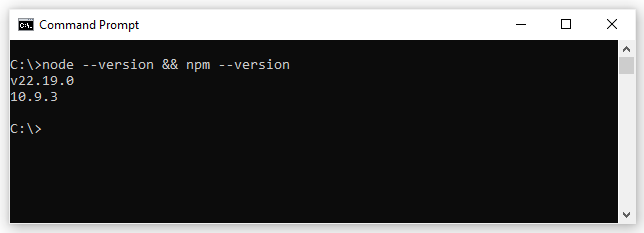 Command Prompt
C:\>node --version && npm --version
v22.19.0
10.9.3
C:\>